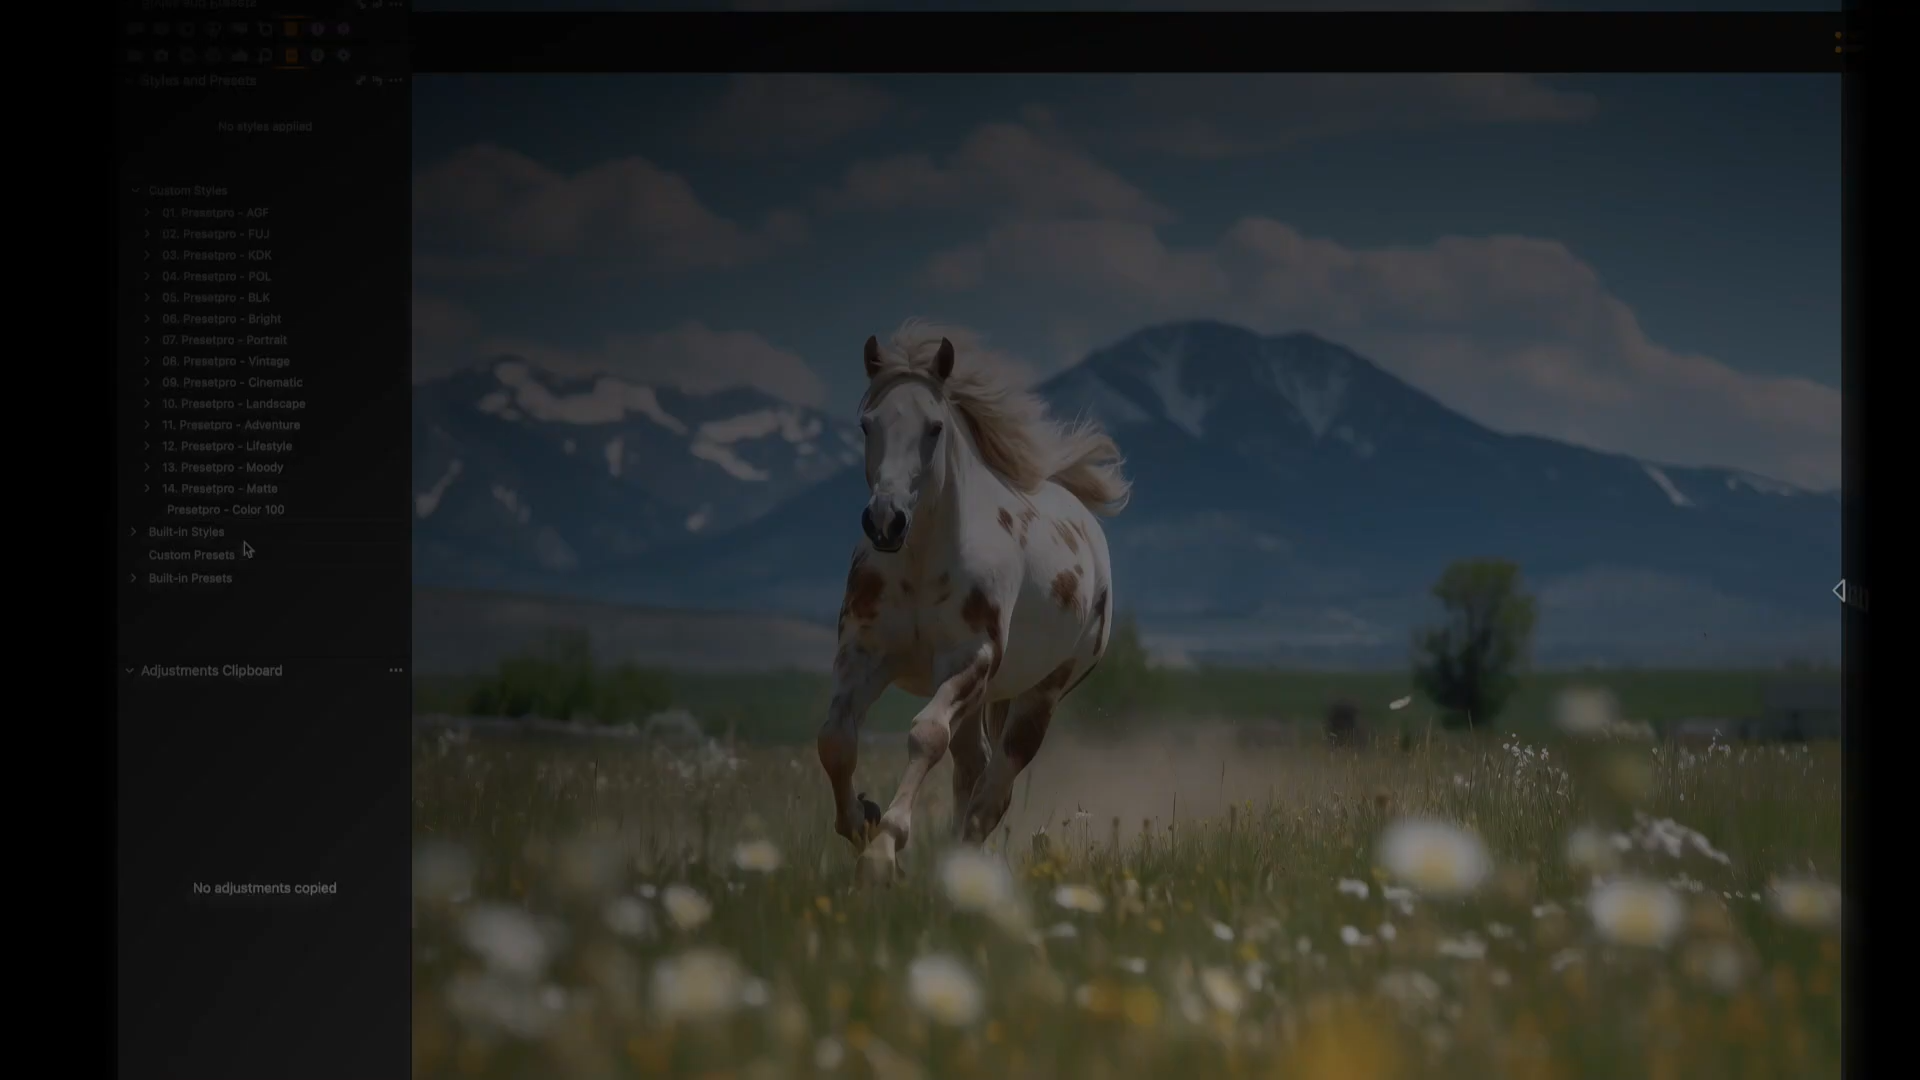 Styles and Presets
Styles and Presets
No styles applied
Custom Styles
01. Presetpro - AGF
02. Presetpro - FUJ
03. Presetpro - KDK
04. Presetpro - POL
05. Presetpro - BLK
06. Presetpro - Bright
07. Presetpro - Portrait
08. Presetpro - Vintage
09. Presetpro - Cinematic
10. Presetpro - Landscape
11. Presetpro - Adventure
12. Presetpro - Lifestyle
13. Presetpro - Moody
14. Presetpro - Matte
Presetpro - Color 100
Built-in Styles
Custom Presets
Built-in Presets
Adjustments Clipboard
No adjustments copied